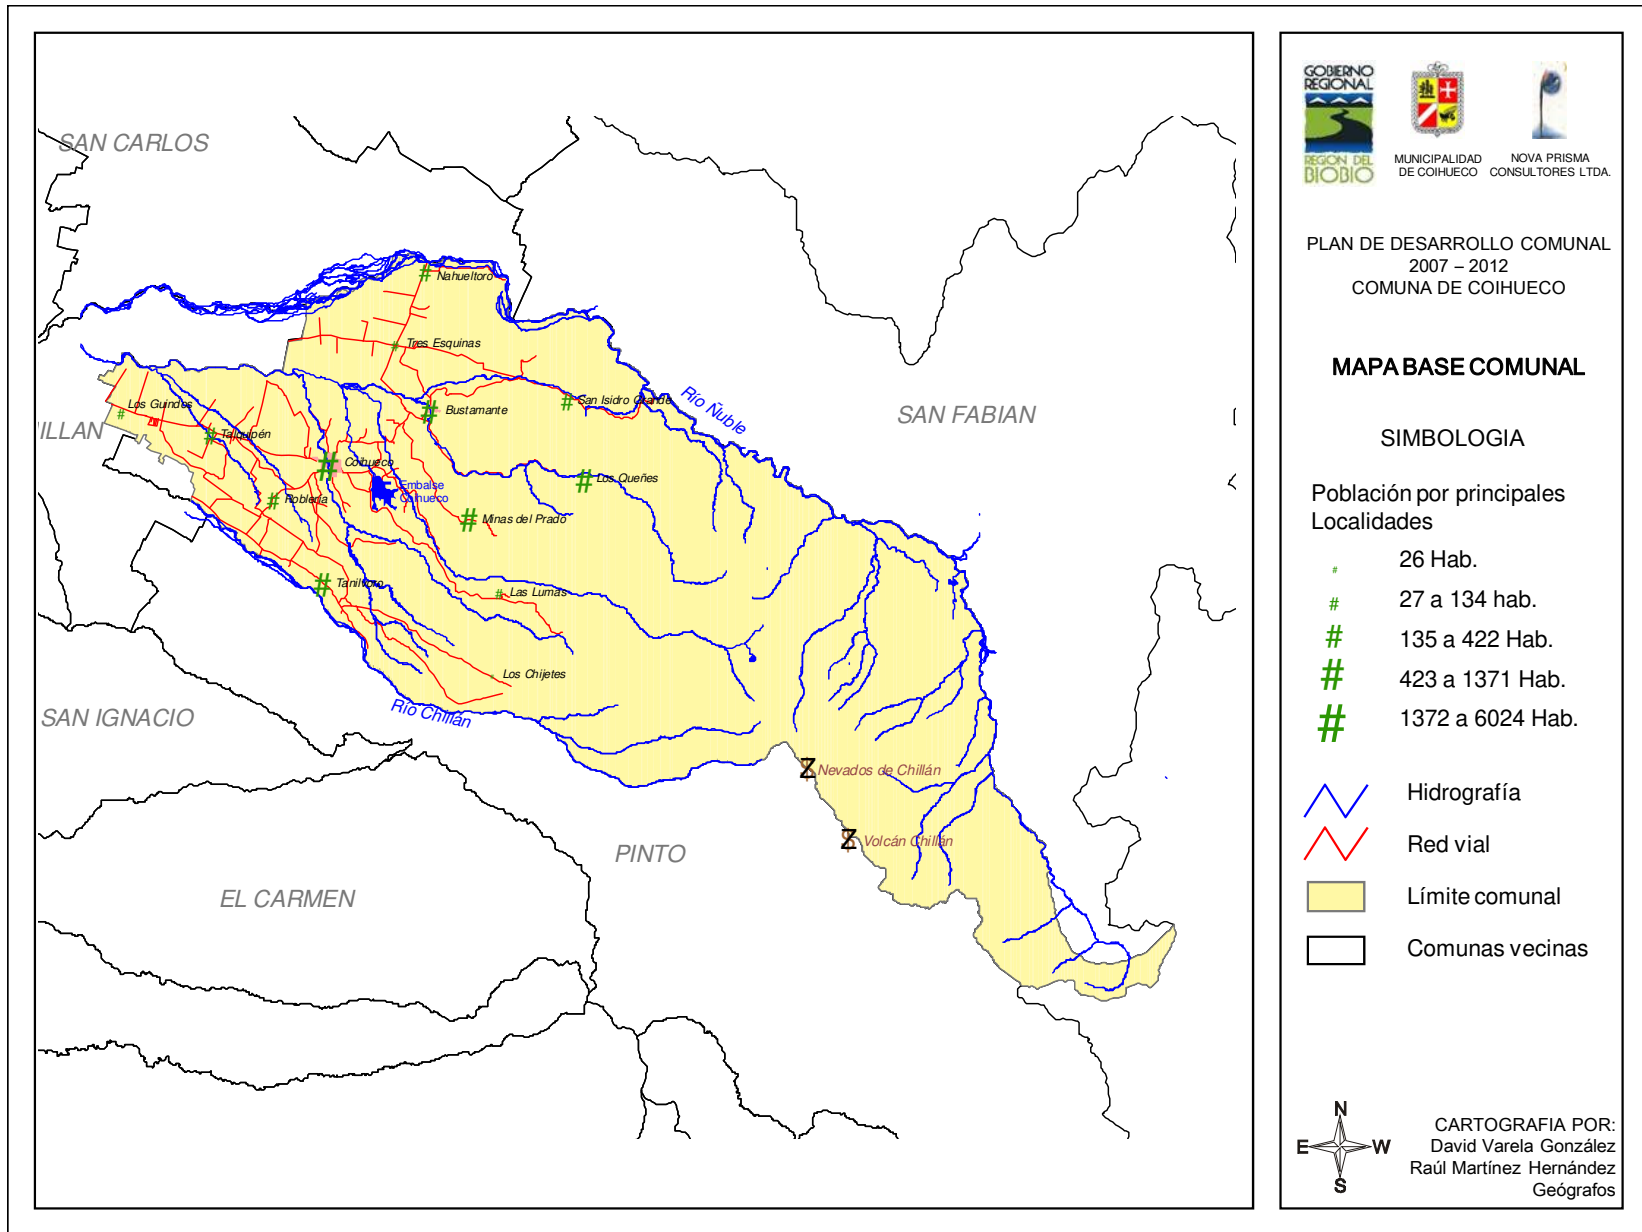 SAN CARLOS
Nahueltoro
Tres Esquinas
Río Ñuble
San Isidro Grande
Los Guindos
Bustamante
SAN FABIAN
ILLAN
Talquipén
Coihueco
Embalse
Coihueco
Los Queñes
Roblería
Minas del Prado
Tanilvoro
Las Lumas
Los Chijetes
SAN IGNACIO
Río Chillán
Nevados de Chillán
Volcán Chillán
PINTO
EL CARMEN
GOBIERNO
REGIONAL
REGION DEL
BIOBIO
MUNICIPALIDAD
DE COIHUECO
NOVA PRISMA
CONSULTORES LTDA.
PLAN DE DESARROLLO COMUNAL
2007 – 2012
COMUNA DE COIHUECO
MAPA BASE COMUNAL
SIMBOLOGIA
Población por principales
Localidades
# 26 Hab.
# 27 a 134 hab.
# 135 a 422 Hab.
# 423 a 1371 Hab.
# 1372 a 6024 Hab.
Hidrografía
Red vial
Límite comunal
Comunas vecinas
N
E W
S
CARTOGRAFIA POR:
David Varela González
Raúl Martínez Hernández
Geógrafos